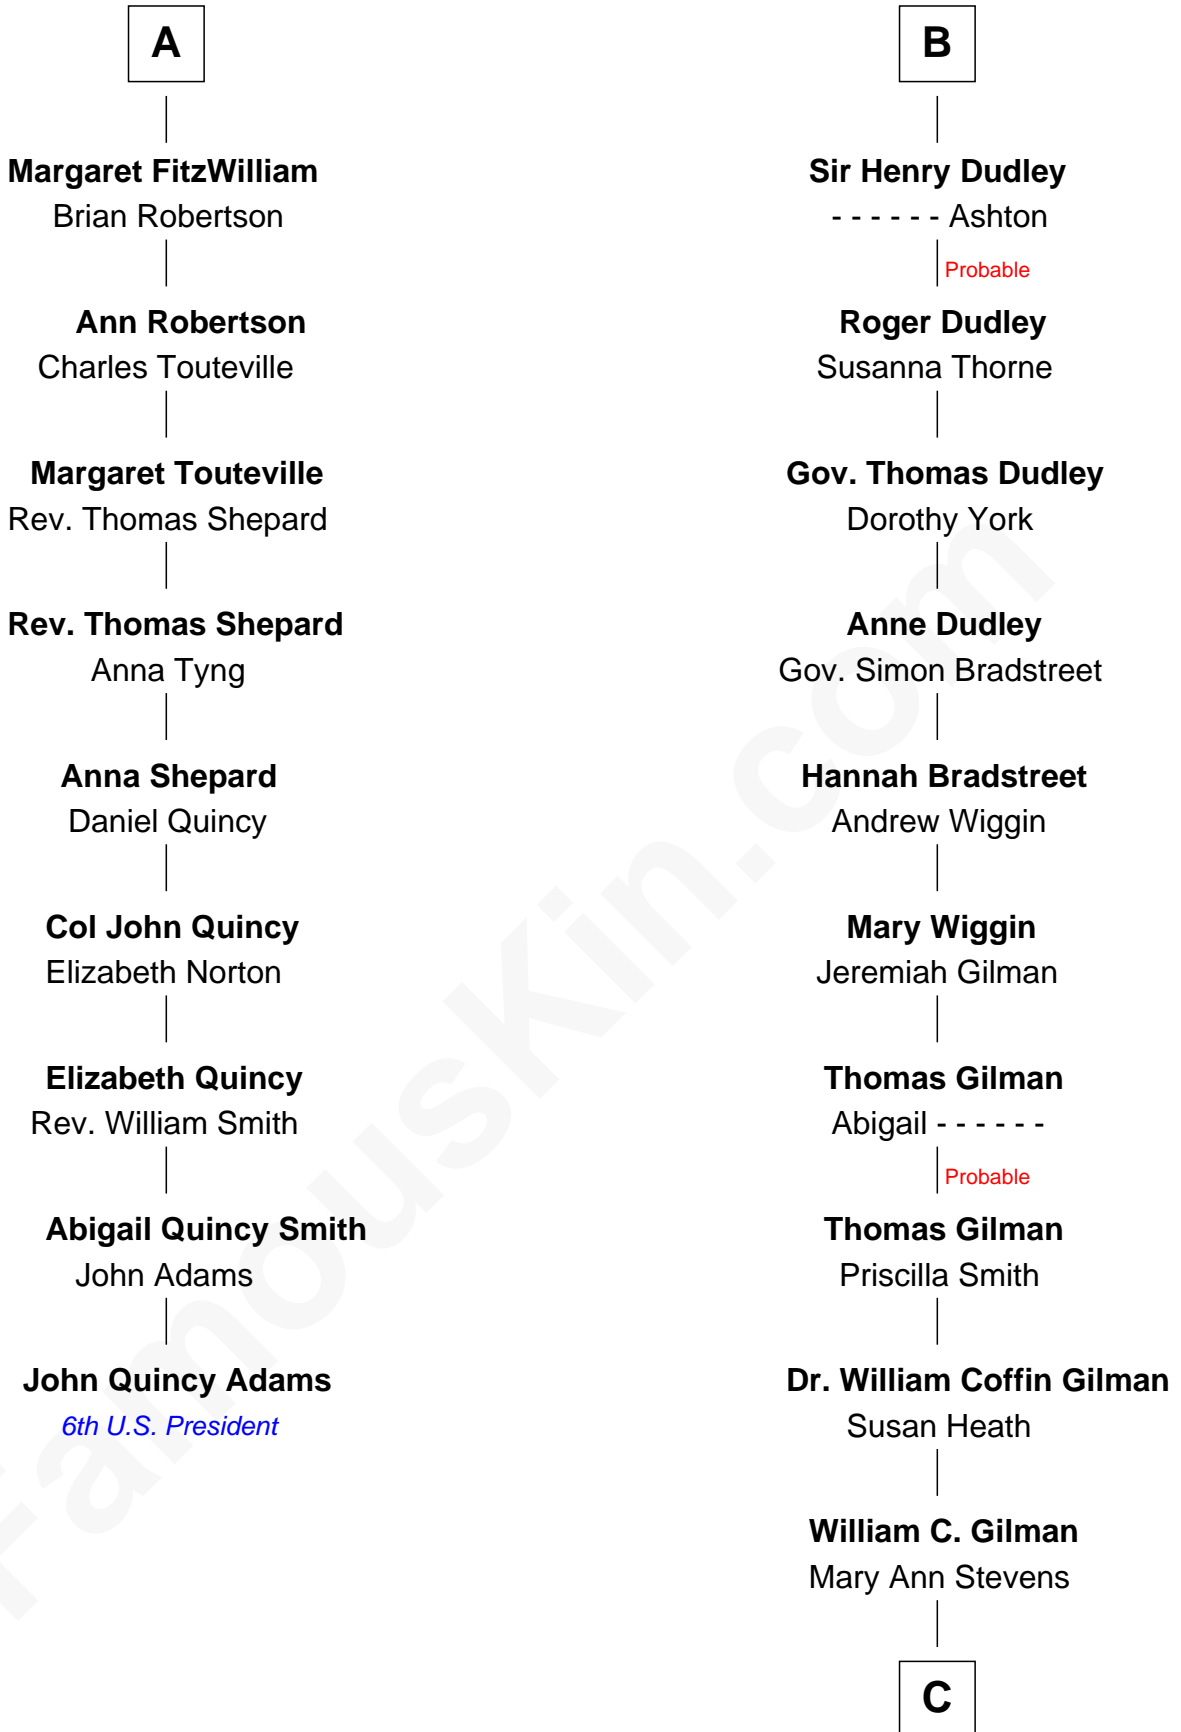 A
Margaret FitzWilliam
Brian Robertson
Ann Robertson
Charles Touteville
Margaret Touteville
Rev. Thomas Shepard
Rev. Thomas Shepard
Anna Tyng
Anna Shepard
Daniel Quincy
Col John Quincy
Elizabeth Norton
Elizabeth Quincy
Rev. William Smith
Abigail Quincy Smith
John Adams
John Quincy Adams
6th U.S. President
B
Sir Henry Dudley
- - - - - - Ashton
Probable
Roger Dudley
Susanna Thorne
Gov. Thomas Dudley
Dorothy York
Anne Dudley
Gov. Simon Bradstreet
Hannah Bradstreet
Andrew Wiggin
Mary Wiggin
Jeremiah Gilman
Thomas Gilman
Abigail - - - - - -
Probable
Thomas Gilman
Priscilla Smith
Dr. William Coffin Gilman
Susan Heath
William C. Gilman
Mary Ann Stevens
C
FamousKin.com